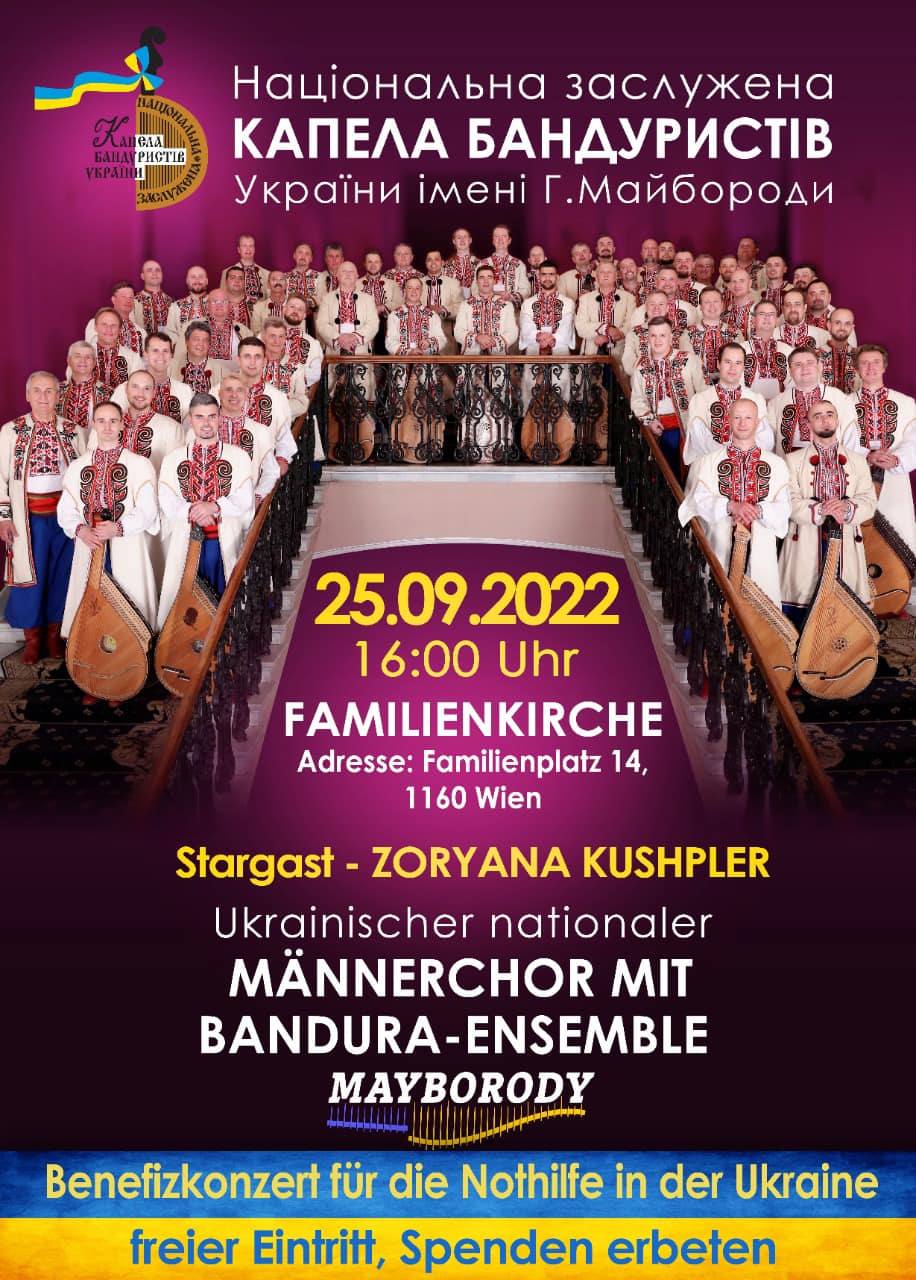 Капела
бандуристів
україни
НАЦІОНАЛЬНА ЗАСЛУЖЕНА
Національна заслужена
КАПЕЛА БАНДУРИСТІВ
України імені Г.Майбороди
25.09.2022
16:00 Uhr
FAMILIENKIRCHE
Adresse: Familienplatz 14,
1160 Wien
Stargast - ZORYANA KUSHPLER
Ukrainischer nationaler
MÄNNERCHOR MIT
BANDURA-ENSEMBLE
MAYBORODY
Benefizkonzert für die Nothilfe in der Ukraine
freier Eintritt, Spenden erbeten